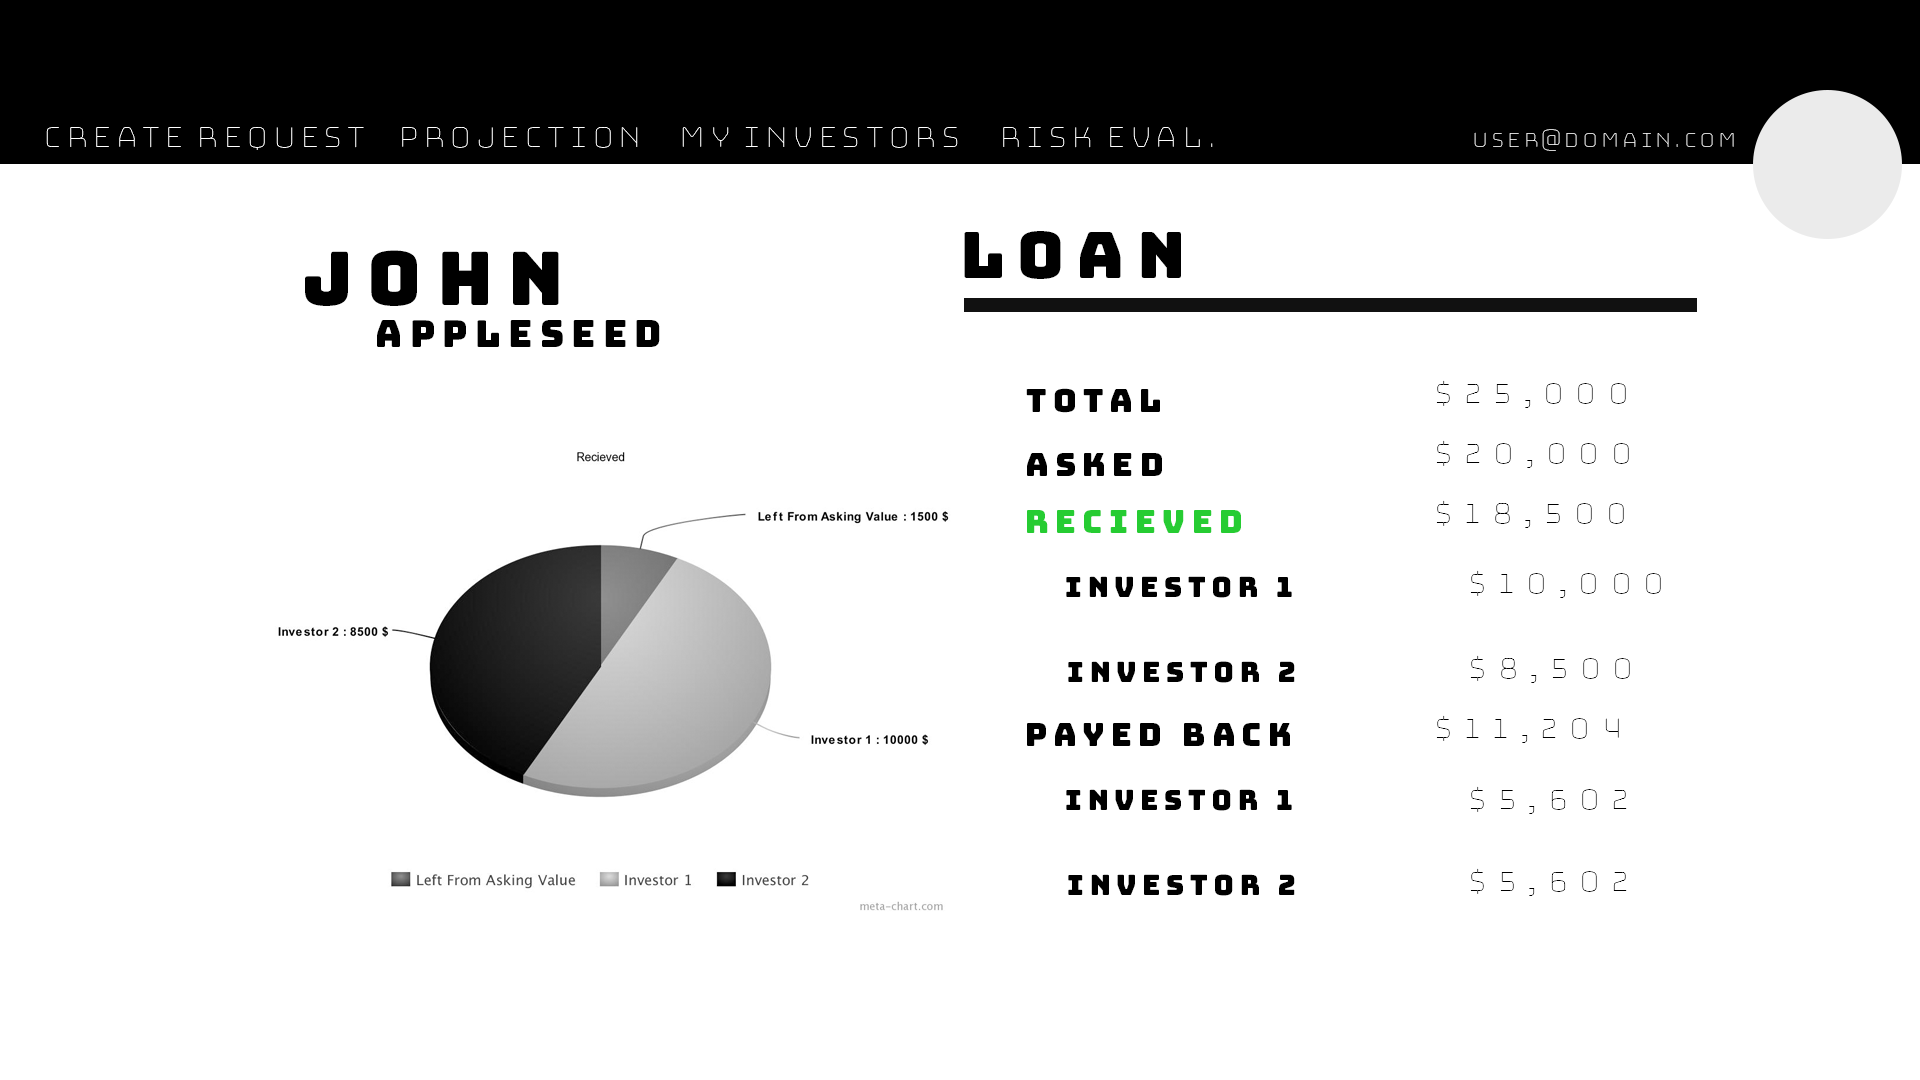 CREATE REQUEST PROJECTION MY INVESTORS RISK EVAL. USER@DOMAIN.COM
JOHN
APPLESEED
Recieved
Left From Asking Value : 1500 $
Investor 2 : 8500 $
Investor 1 : 10000 $
Left From Asking Value Investor 1 Investor 2
meta-chart.com
LOAN
TOTAL $25,000
ASKED $20,000
RECIEVED $18,500
INVESTOR 1 $10,000
INVESTOR 2 $8,500
PAYED BACK $11,204
INVESTOR 1 $5,602
INVESTOR 2 $5,602